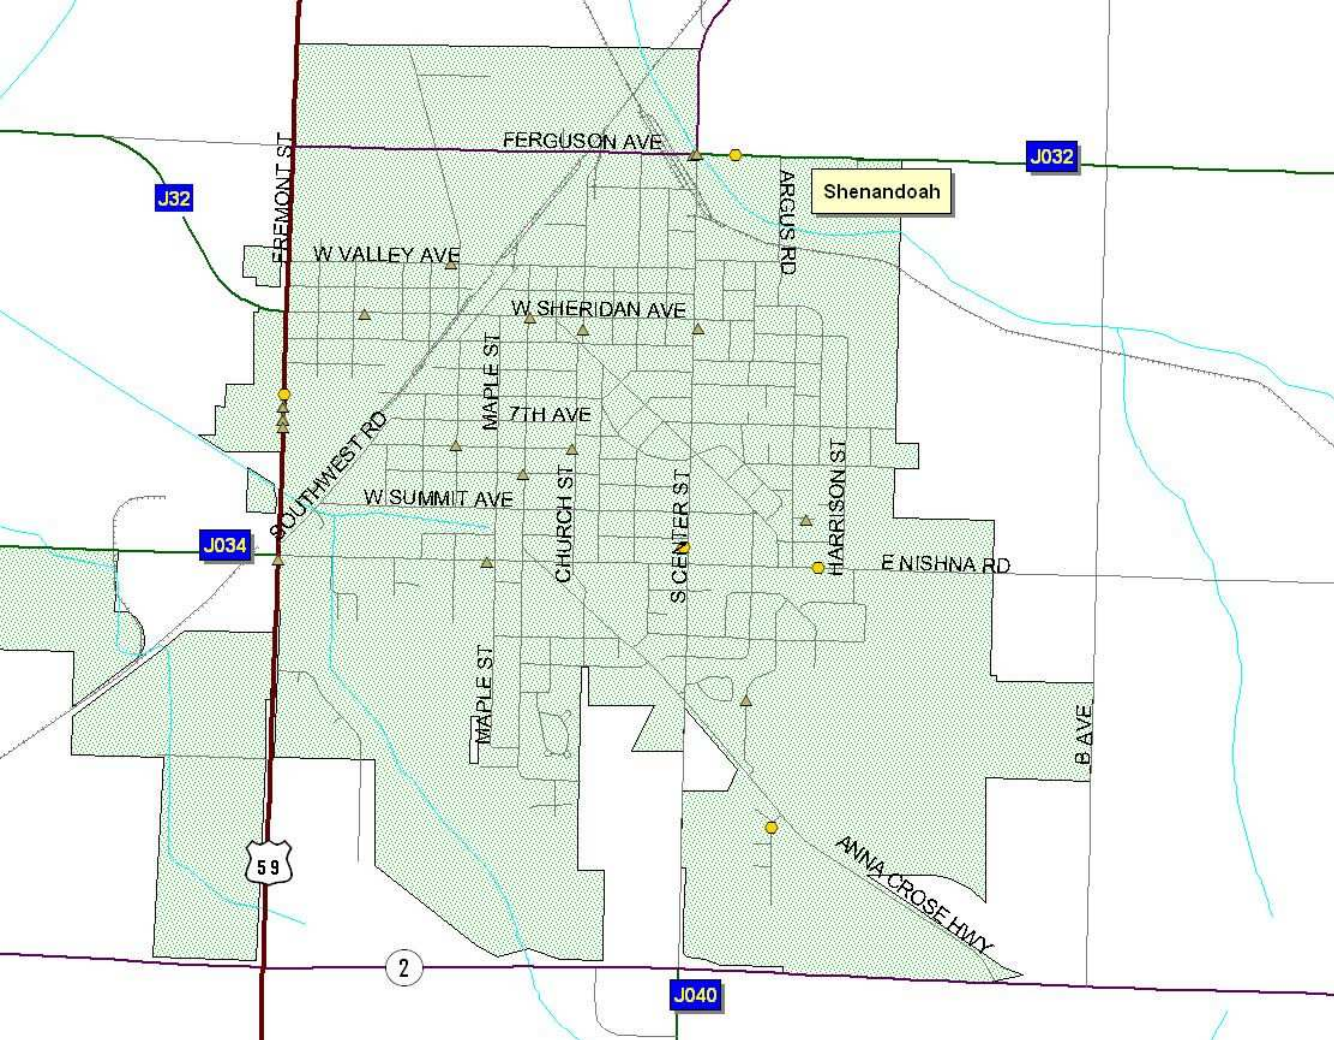 FERGUSON AVE
J032
FREMONT ST
J32
ARGUS RD
Shenandoah
W VALLEY AVE
W SHERIDAN AVE
MAPLE ST
7TH AVE
SOUTHWEST RD
W SUMMIT AVE
CHURCH ST
S CENTER ST
HARRISON ST
J034
E NISHNA RD
MAPLE ST
B AVE
59
ANNA CROSE HWY
2
J040